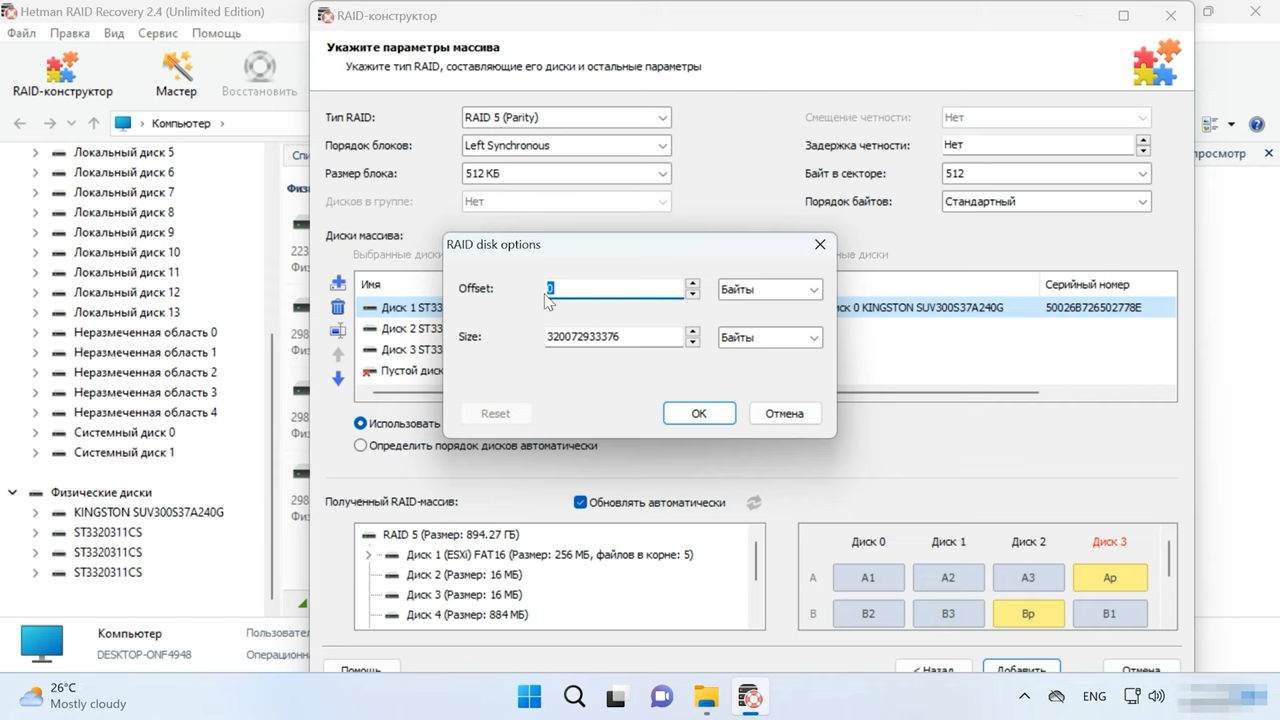 Hetman RAID Recovery 2.4 (Unlimited Edition)
Файл Правка Вид Сервис Помощь
RAID-конструктор Мастер Восстановить
Компьютер
Локальный диск 5
Локальный диск 6
Локальный диск 7
Локальный диск 8
Локальный диск 9
Локальный диск 10
Локальный диск 11
Локальный диск 12
Локальный диск 13
Неразмеченная область 0
Неразмеченная область 1
Неразмеченная область 2
Неразмеченная область 3
Неразмеченная область 4
Системный диск 0
Системный диск 1
Физические диски
KINGSTON SUV300S37A240G
ST3320311CS
ST3320311CS
ST3320311CS
Компьютер
DESKTOP-ONF4948
RAID-конструктор
Укажите параметры массива
Укажите тип RAID, составляющие его диски и остальные параметры
Тип RAID: RAID 5 (Parity)
Порядок блоков: Left Synchronous
Размер блока: 512 КБ
Дисков в группе: Нет
Смещение четности: Нет
Задержка четности: Нет
Байт в секторе: 512
Порядок байтов: Стандартный
Диски массива:
Имя
Серийный номер
Диск 1 ST33
0 KINGSTON SUV300S37A240G 50026B726502778E
Диск 2 ST33
Диск 3 ST33
Пустой
Использовать
Определить порядок дисков автоматически
RAID disk options
Offset: 0 Байты
Size: 320072933376 Байты
Reset OK Отмена
Полученный RAID-массив: Обновлять автоматически
RAID 5 (Размер: 894.27 ГБ)
Диск 1 (ESXi) FAT16 (Размер: 256 МБ, файлов в корне: 5)
Диск 2 (Размер: 16 МБ)
Диск 3 (Размер: 16 МБ)
Диск 4 (Размер: 884 МБ)
Диск 0 Диск 1 Диск 2 Диск 3
A A1 A2 A3 Ap
B B2 B3 Bp B1
Помощь < Назад Добавить Отмена
26°C
Mostly cloudy
ENG